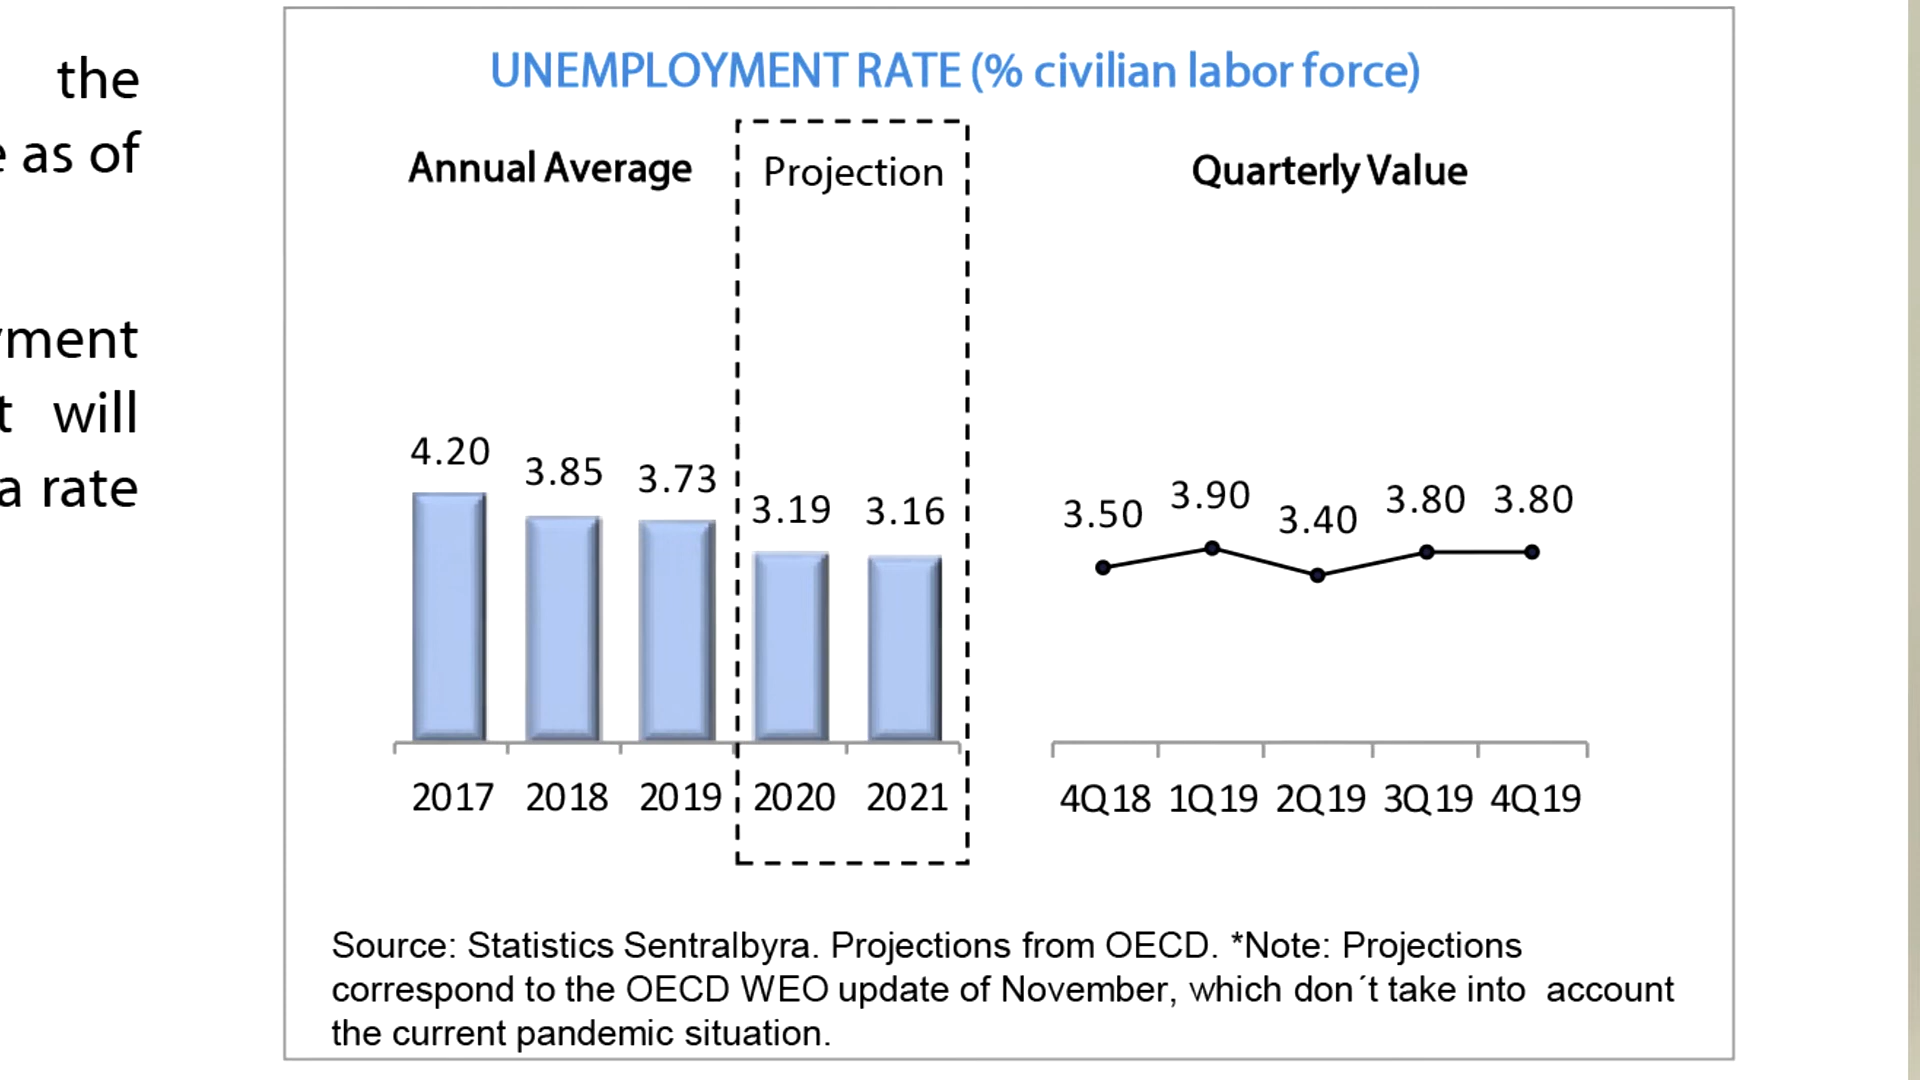 the
as of
will
a rate
UNEMPLOYMENT RATE (% civilian labor force)
Annual Average
Projection
Quarterly Value
4.20
3.85
3.73
3.19
3.16
3.50
3.90
3.40
3.80
3.80
2017
2018
2019
2020
2021
4Q18
1Q19
2Q19
3Q19
4Q19
Source: Statistics Sentralbyra. Projections from OECD. *Note: Projections
correspond to the OECD WEO update of November, which don´t take into account
the current pandemic situation.